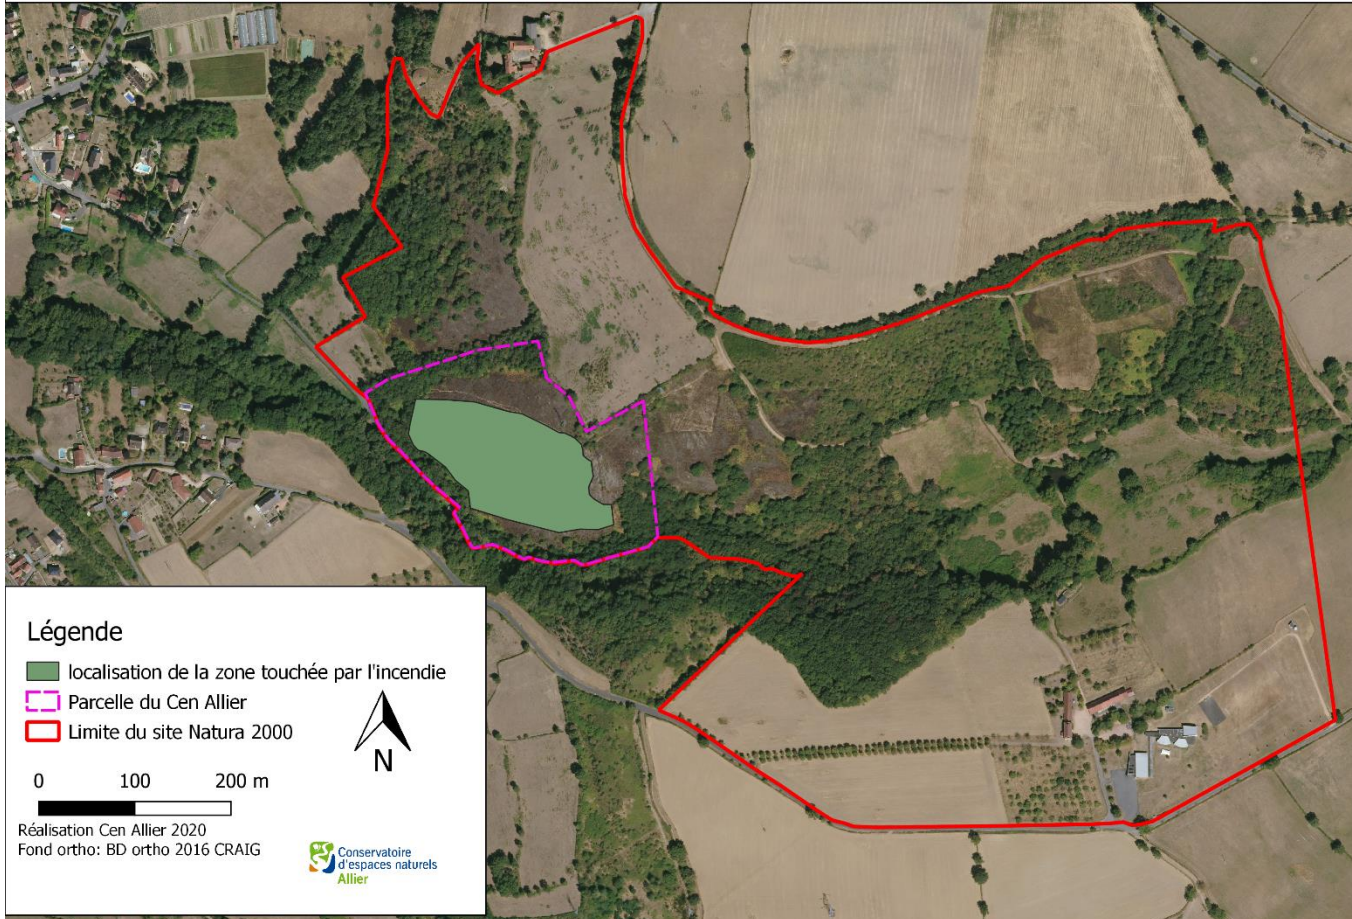 Légende
localisation de la zone touchée par l'incendie
Parcelle du Cen Allier
Limite du site Natura 2000
N
0 100 200 m
Réalisation Cen Allier 2020
Fond ortho: BD ortho 2016 CRAIG
Conservatoire
d'espaces naturels
Allier